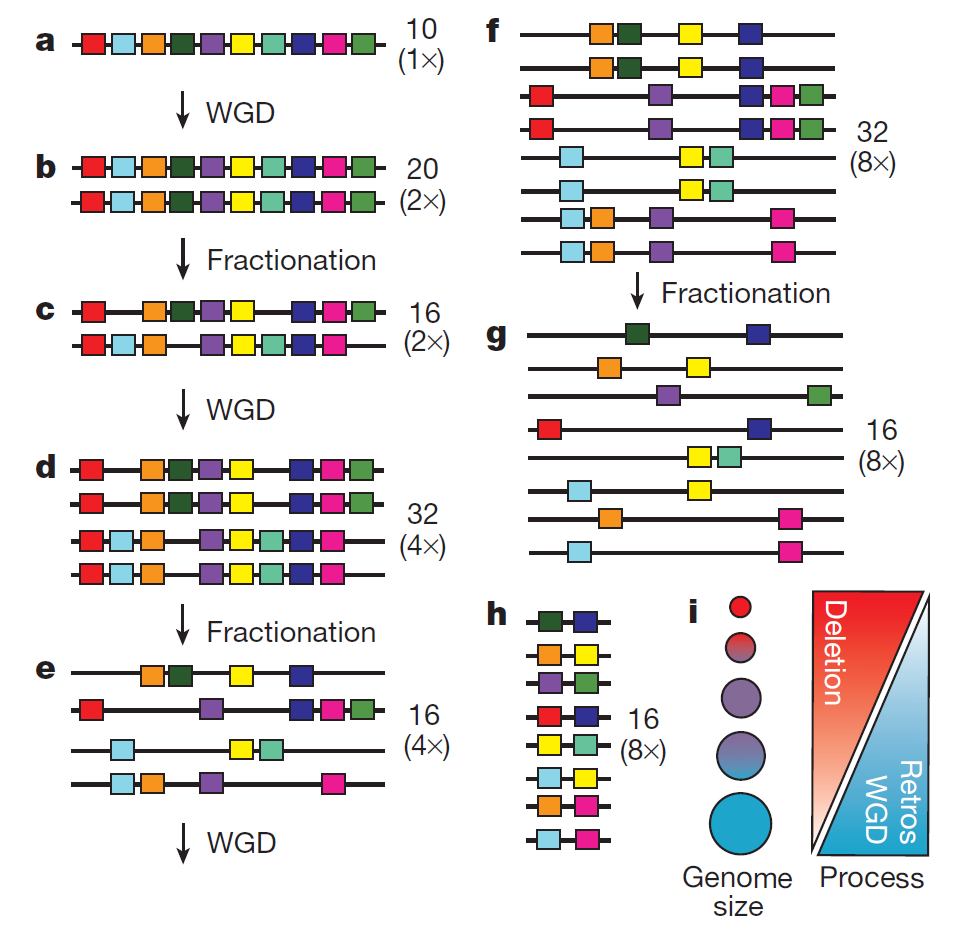 a
10
(1×)
WGD
b
20
(2×)
Fractionation
c
16
(2×)
WGD
d
32
(4×)
Fractionation
e
16
(4×)
WGD
f
32
(8×)
Fractionation
g
16
(8×)
h
16
(8×)
i
Deletion
Retros
WGD
Genome
size
Process